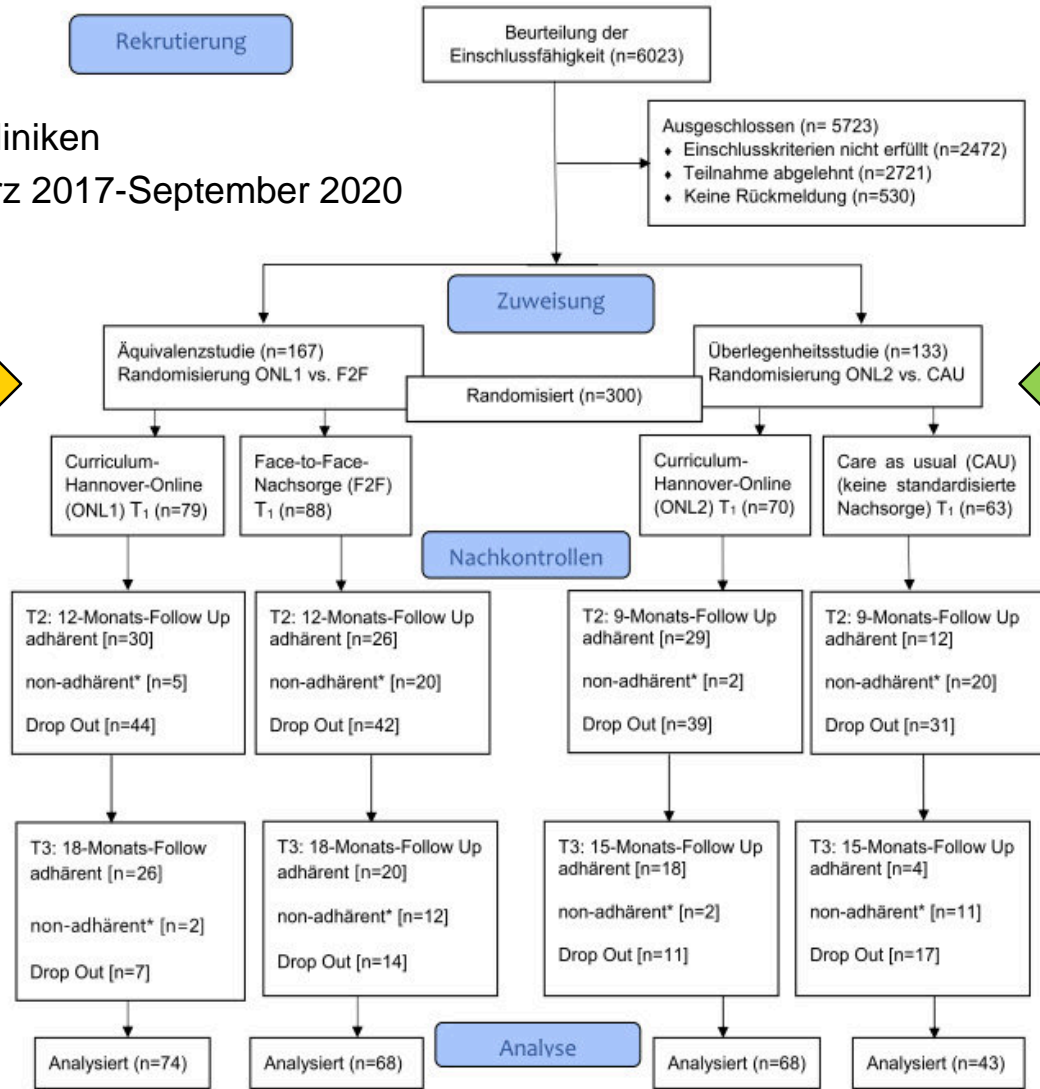 Rekrutierung
Beurteilung der
Einschlussfähigkeit (n=6023)
liniken
rz 2017-September 2020
Ausgeschlossen (n= 5723)
♦ Einschlusskriterien nicht erfüllt (n=2472)
♦ Teilnahme abgelehnt (n=2721)
♦ Keine Rückmeldung (n=530)
Zuweisung
Äquivalenzstudie (n=167)
Randomisierung ONL1 vs. F2F
Randomisiert (n=300)
Überlegenheitsstudie (n=133)
Randomisierung ONL2 vs. CAU
Curriculum-
Hannover-Online
(ONL1) T₁ (n=79)
Face-to-Face-
Nachsorge (F2F)
T₁ (n=88)
Curriculum-
Hannover-Online
(ONL2) T₁ (n=70)
Care as usual (CAU)
(keine standardisierte
Nachsorge) T₁ (n=63)
Nachkontrollen
T2: 12-Monats-Follow Up
adhärent [n=30]
non-adhärent* [n=5]
Drop Out [n=44]
T2: 12-Monats-Follow Up
adhärent [n=26]
non-adhärent* [n=20]
Drop Out [n=42]
T2: 9-Monats-Follow Up
adhärent [n=29]
non-adhärent* [n=2]
Drop Out [n=39]
T2: 9-Monats-Follow Up
adhärent [n=12]
non-adhärent* [n=20]
Drop Out [n=31]
T3: 18-Monats-Follow
adhärent [n=26]
non-adhärent* [n=2]
Drop Out [n=7]
T3: 18-Monats-Follow Up
adhärent [n=20]
non-adhärent* [n=12]
Drop Out [n=14]
T3: 15-Monats-Follow Up
adhärent [n=18]
non-adhärent* [n=2]
Drop Out [n=11]
T3: 15-Monats-Follow Up
adhärent [n=4]
non-adhärent* [n=11]
Drop Out [n=17]
Analyse
Analysiert (n=74)
Analysiert (n=68)
Analysiert (n=68)
Analysiert (n=43)